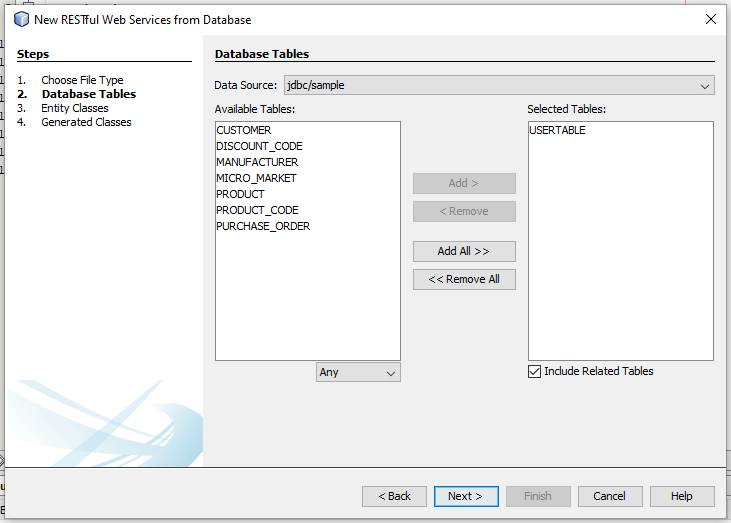 New RESTful Web Services from Database
Steps
1. Choose File Type
2. Database Tables
3. Entity Classes
4. Generated Classes
Database Tables
Data Source: jdbc/sample
Available Tables:
CUSTOMER
DISCOUNT_CODE
MANUFACTURER
MICRO_MARKET
PRODUCT
PRODUCT_CODE
PURCHASE_ORDER
Any
Add >
< Remove
Add All >>
<< Remove All
Selected Tables:
USERTABLE
Include Related Tables
< Back
Next >
Finish
Cancel
Help